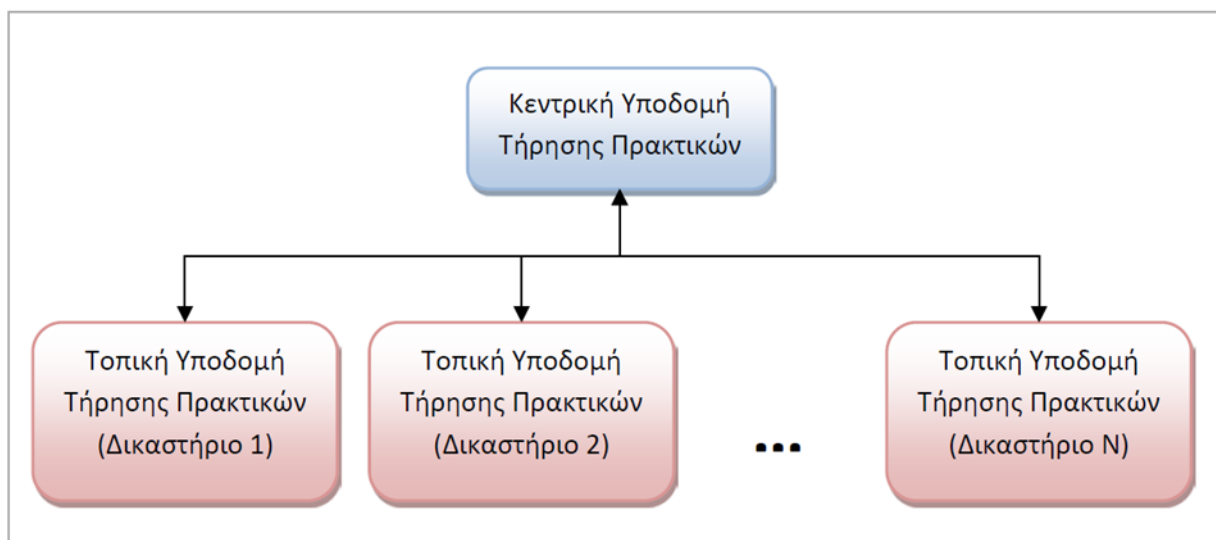 Κεντρική Υποδομή
Τήρησης Πρακτικών
Τοπική Υποδομή
Τήρησης Πρακτικών
(Δικαστήριο 1)
Τοπική Υποδομή
Τήρησης Πρακτικών
(Δικαστήριο 2)
...
Τοπική Υποδομή
Τήρησης Πρακτικών
(Δικαστήριο Ν)